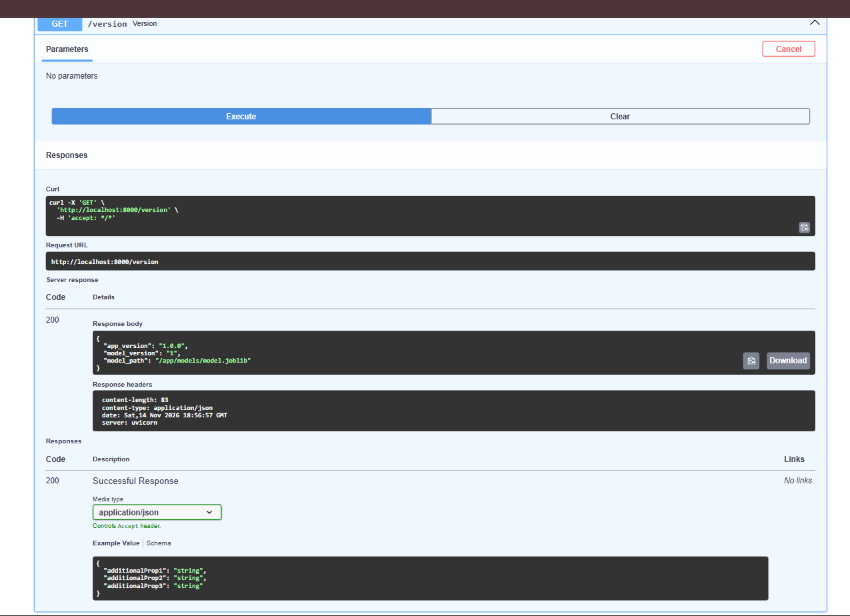 GET /version Version
Parameters
Cancel
No parameters
Execute
Clear
Responses
Curl
curl -X 'GET' \
'http://localhost:8000/version' \
-H 'accept: */*'
Request URL
http://localhost:8000/version
Server response
Code Details
200
Response body
{
"app_version": "1.0.0",
"model_version": "1",
"model_path": "/app/models/model.joblib"
}
Download
Response headers
content-length: 83
content-type: application/json
date: Sat,14 Nov 2026 18:56:57 GMT
server: uvicorn
Responses
Code Description Links
200 Successful Response No links
Media type
application/json
Controls Accept header.
Example Value | Schema
{
"additionalProp1": "string",
"additionalProp2": "string",
"additionalProp3": "string"
}